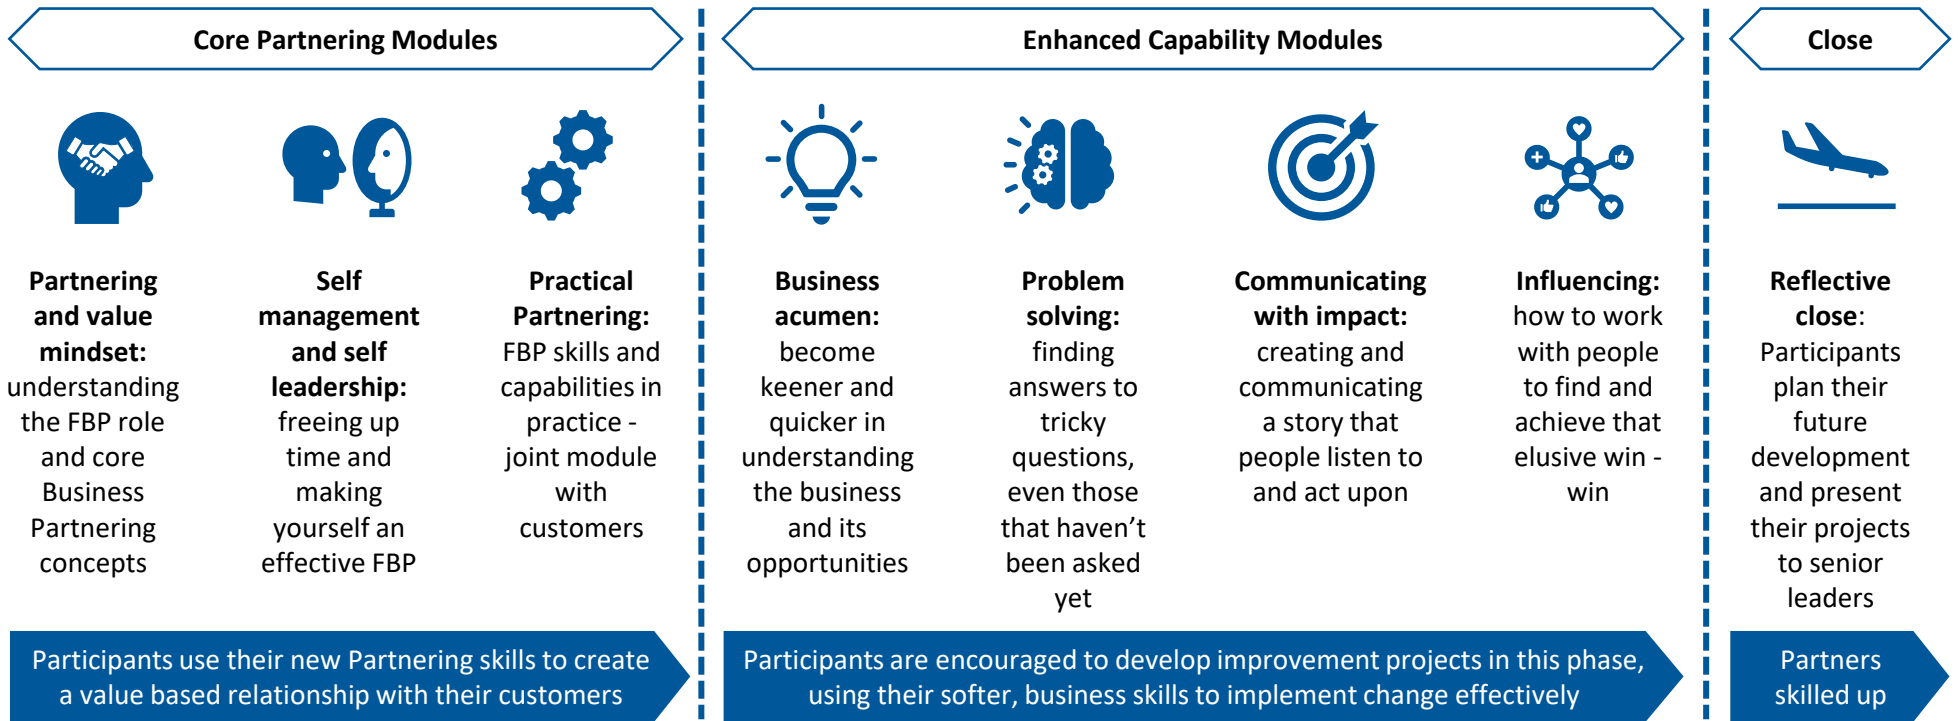 Core Partnering Modules
Enhanced Capability Modules
Close
Partnering
and value
mindset:
understanding
the FBP role
and core
Business
Partnering
concepts
Self
management
and self
leadership:
freeing up
time and
making
yourself an
effective FBP
Practical
Partnering:
FBP skills and
capabilities in
practice -
joint module
with
customers
Business
acumen:
become
keener and
quicker in
understanding
the business
and its
opportunities
Problem
solving:
finding
answers to
tricky
questions,
even those
that haven’t
been asked
yet
Communicating
with impact:
creating and
communicating
a story that
people listen to
and act upon
Influencing:
how to work
with people
to find and
achieve that
elusive win -
win
Reflective
close:
Participants
plan their
future
development
and present
their projects
to senior
leaders
Participants use their new Partnering skills to create
a value based relationship with their customers
Participants are encouraged to develop improvement projects in this phase,
using their softer, business skills to implement change effectively
Partners
skilled up